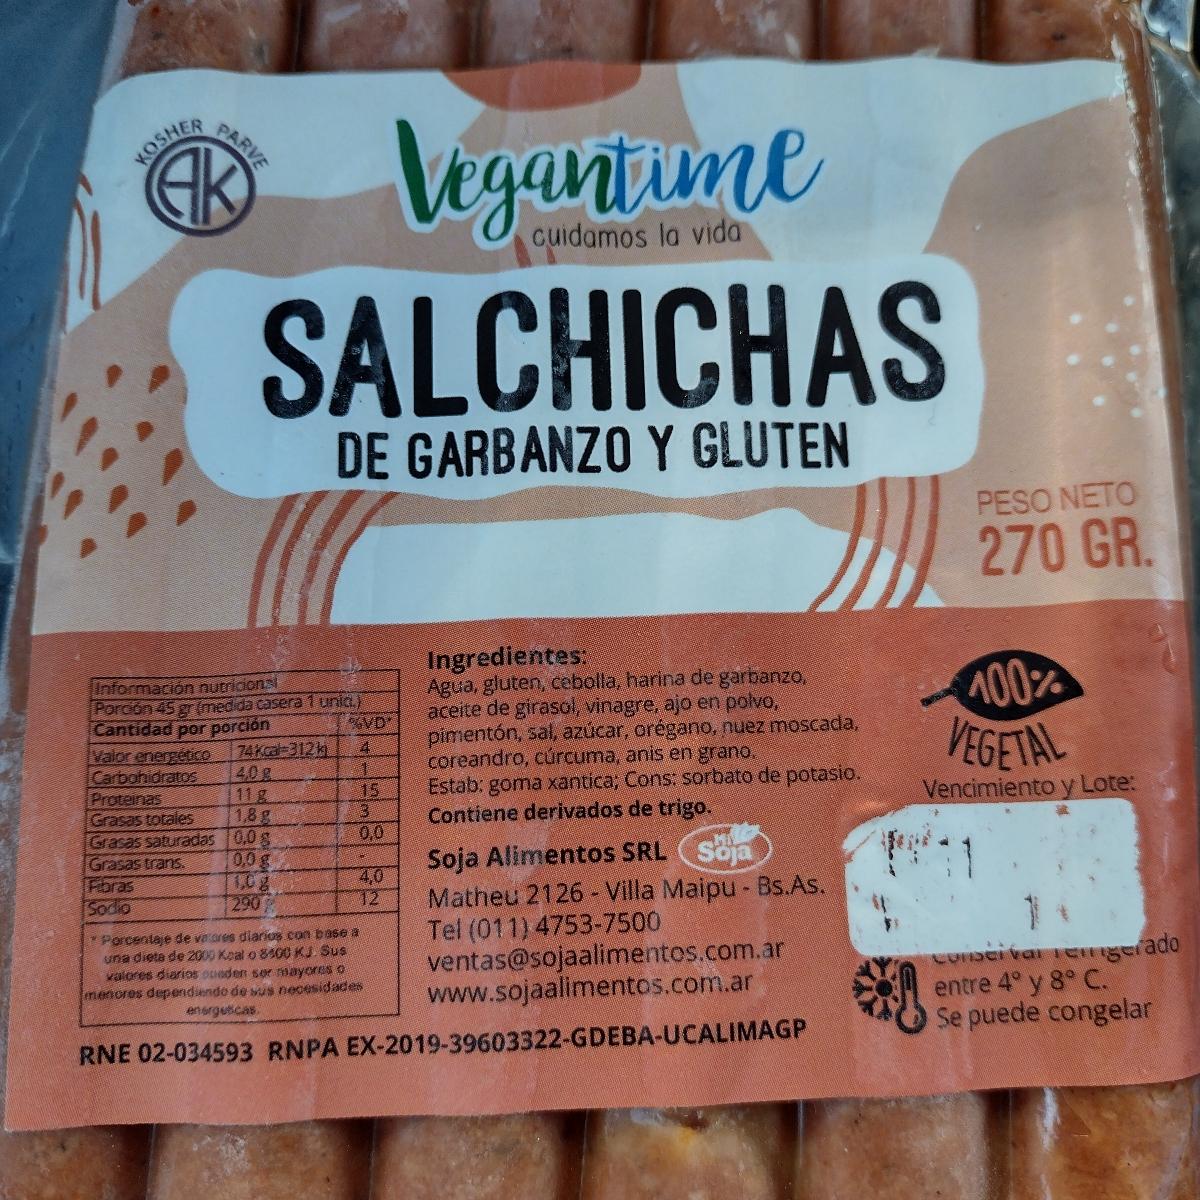 KOSHER PARVE
AK
Vegantime
cuidamos la vida
SALCHICHAS
DE GARBANZO Y GLUTEN
PESO NETO
270 GR.
Información nutricional
Porción 45 gr (medida casera 1 unid.)
Cantidad por porción %VD*
Valor energético 74Kcal=312kj 4
Carbohidratos 4,0 g 1
Proteinas 11 g 15
Grasas totales 1,8 g 3
Grasas saturadas 0,0 g 0,0
Grasas trans. 0,0 g -
Fibras 1,0 g 4,0
Sodio 290 12
* Porcentaje de valores diarios con base a
una dieta de 2000 Kcal o 8400 KJ. Sus
valores diarios pueden ser mayores o
menores dependiendo de sus necesidades
energeticas.
Ingredientes:
Agua, gluten, cebolla, harina de garbanzo,
aceite de girasol, vinagre, ajo en polvo,
pimentón, sal, azúcar, orégano, nuez moscada,
coreandro, cúrcuma, anis en grano.
Estab: goma xantica; Cons: sorbato de potasio.
Contiene derivados de trigo.
Soja Alimentos SRL
Soja
Matheu 2126 - Villa Maipu - Bs.As.
Tel (011) 4753-7500
ventas@sojaalimentos.com.ar
www.sojaalimentos.com.ar
100%
VEGETAL
Vencimiento y Lote:
Conservar refrigerado
entre 4° y 8° C.
Se puede congelar
RNE 02-034593 RNPA EX-2019-39603322-GDEBA-UCALIMAGP